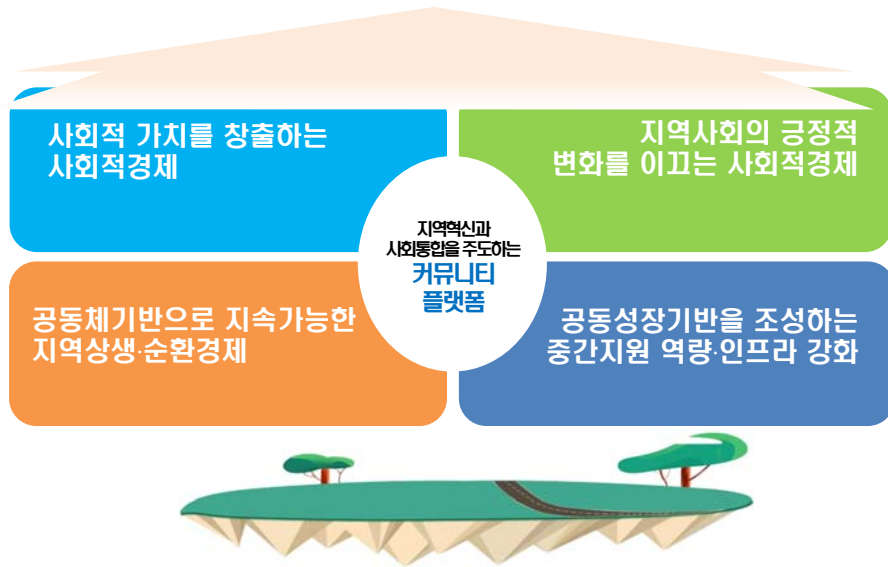 사회적 가치를 창출하는
사회적경제
지역사회의 긍정적
변화를 이끄는 사회적경제
지역혁신과
사회통합을 주도하는
커뮤니티
플랫폼
공동체기반으로 지속가능한
지역상생·순환경제
공동성장기반을 조성하는
중간지원 역량·인프라 강화